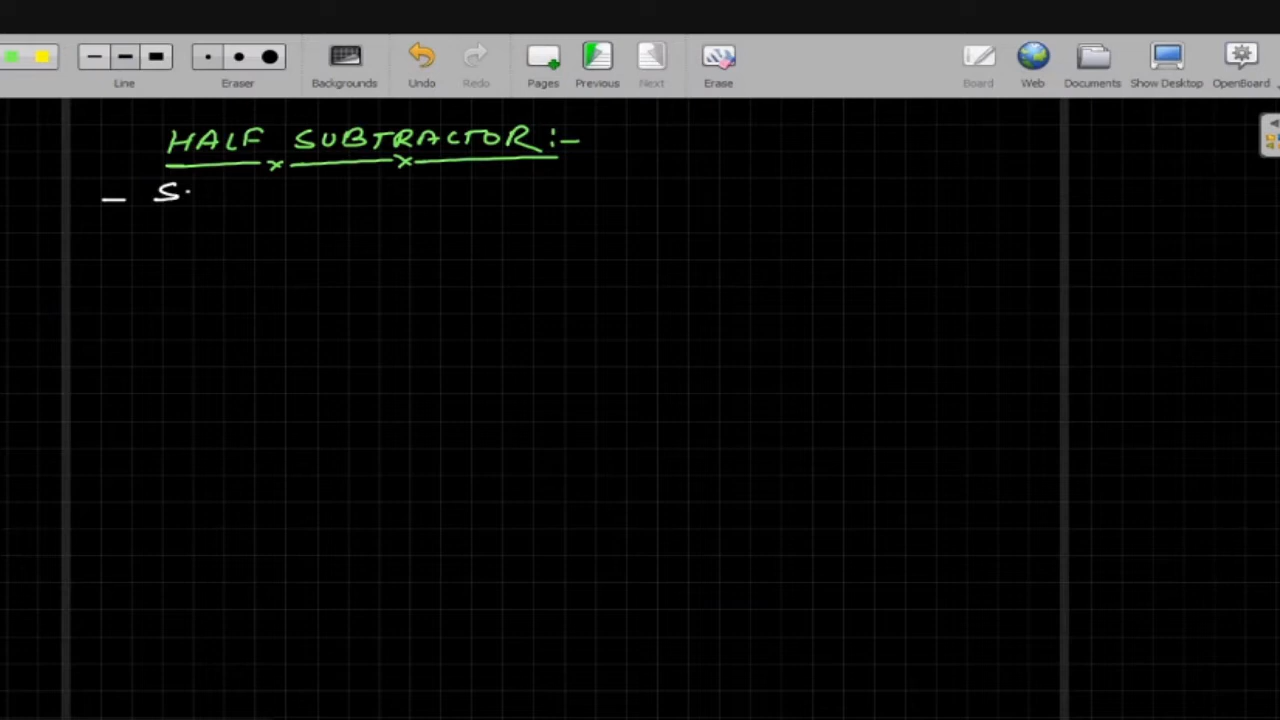 Line Eraser Backgrounds Undo Redo Pages Previous Next Erase Board Web Documents Show Desktop OpenBoard
HALF SUBTRACTOR:-
- S